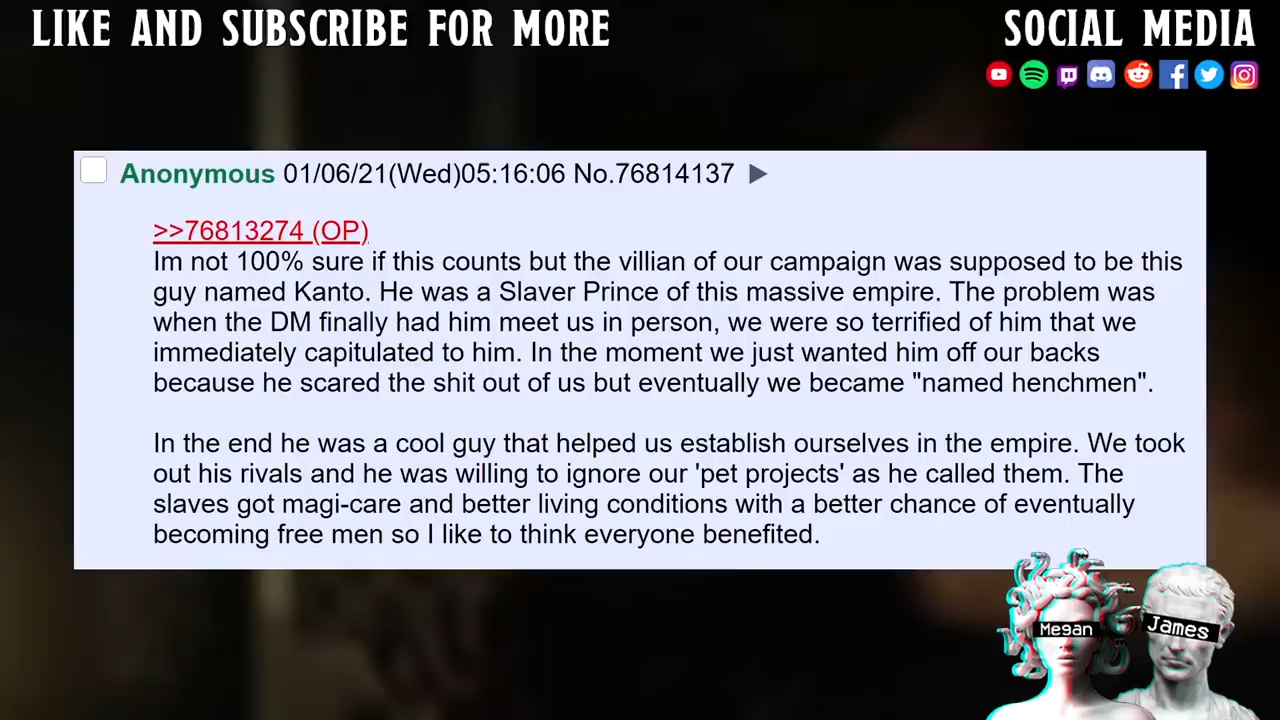 LIKE AND SUBSCRIBE FOR MORE
SOCIAL MEDIA
Anonymous 01/06/21(Wed)05:16:06 No.76814137 ▶
>>76813274 (OP)
Im not 100% sure if this counts but the villian of our campaign was supposed to be this
guy named Kanto. He was a Slaver Prince of this massive empire. The problem was
when the DM finally had him meet us in person, we were so terrified of him that we
immediately capitulated to him. In the moment we just wanted him off our backs
because he scared the shit out of us but eventually we became "named henchmen".
In the end he was a cool guy that helped us establish ourselves in the empire. We took
out his rivals and he was willing to ignore our 'pet projects' as he called them. The
slaves got magi-care and better living conditions with a better chance of eventually
becoming free men so I like to think everyone benefited.
Megan
James